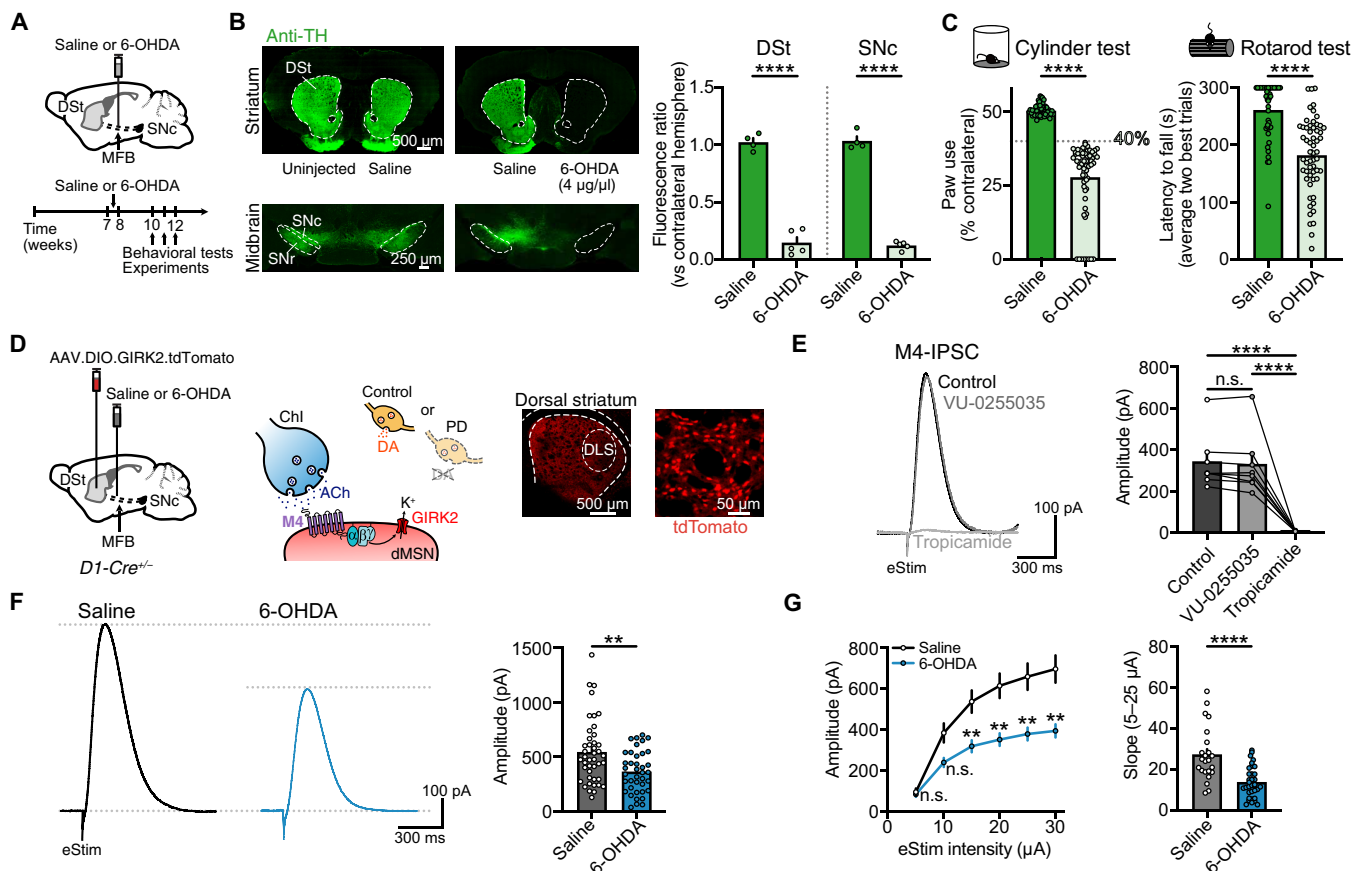 A
Saline or 6-OHDA
DSt
SNc
MFB
Saline or 6-OHDA
Time
(weeks)
7 8 10 11 12
Behavioral tests
Experiments
B
Anti-TH
Striatum
DSt
500 µm
Uninjected Saline
Saline 6-OHDA
(4 µg/µl)
Midbrain
SNc
SNr
250 µm
DSt SNc
**** ****
Fluorescence ratio
(vs contralateral hemisphere)
1.5
1.0
0.5
0.0
Saline 6-OHDA Saline 6-OHDA
C
Cylinder test
****
Paw use
(% contralateral)
50
25
0
40%
Saline 6-OHDA
Rotarod test
****
Latency to fall (s)
(average two best trials)
300
200
100
0
Saline 6-OHDA
D
AAV.DIO.GIRK2.tdTomato
Saline or 6-OHDA
DSt
SNc
MFB
D1-Cre+/–
Control
or
PD
ChI
DA
DA
ACh
M4
K+
GIRK2
α β γ
dMSN
Dorsal striatum
DLS
500 µm
50 µm
tdTomato
E
M4-IPSC
Control
VU-0255035
Tropicamide
eStim
100 pA
300 ms
****
n.s.
****
Amplitude (pA)
800
600
400
200
0
Control VU-0255035 Tropicamide
F
Saline 6-OHDA
eStim
100 pA
300 ms
**
Amplitude (pA)
1500
1000
500
0
Saline 6-OHDA
G
Saline
6-OHDA
Amplitude (pA)
800
600
400
200
0
n.s.
n.s.
** ** ** **
0 10 20 30
eStim intensity (µA)
****
Slope (5–25 µA)
80
60
40
20
0
Saline 6-OHDA